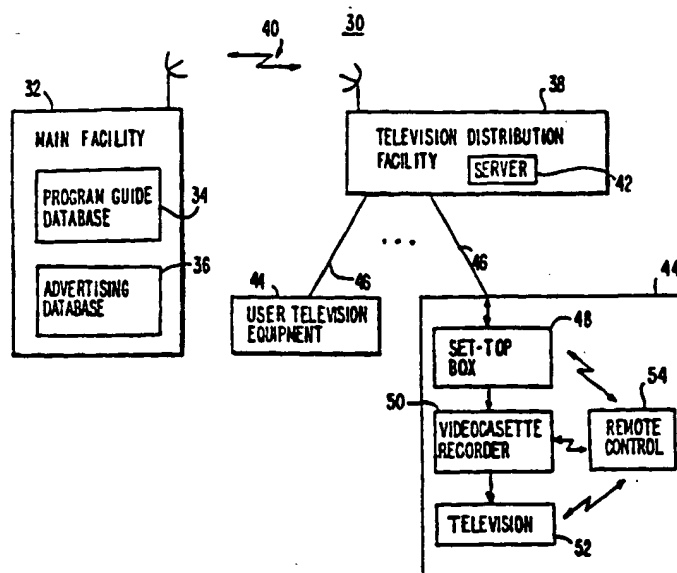 40
30
32
38
MAIN FACILITY
PROGRAM GUIDE
DATABASE
34
ADVERTISING
DATABASE
36
TELEVISION DISTRIBUTION
FACILITY
SERVER
42
...
46
46
44
USER TELEVISION
EQUIPMENT
44
48
SET-TOP
BOX
50
VIDEOCASETTE
RECORDER
54
REMOTE
CONTROL
TELEVISION
52